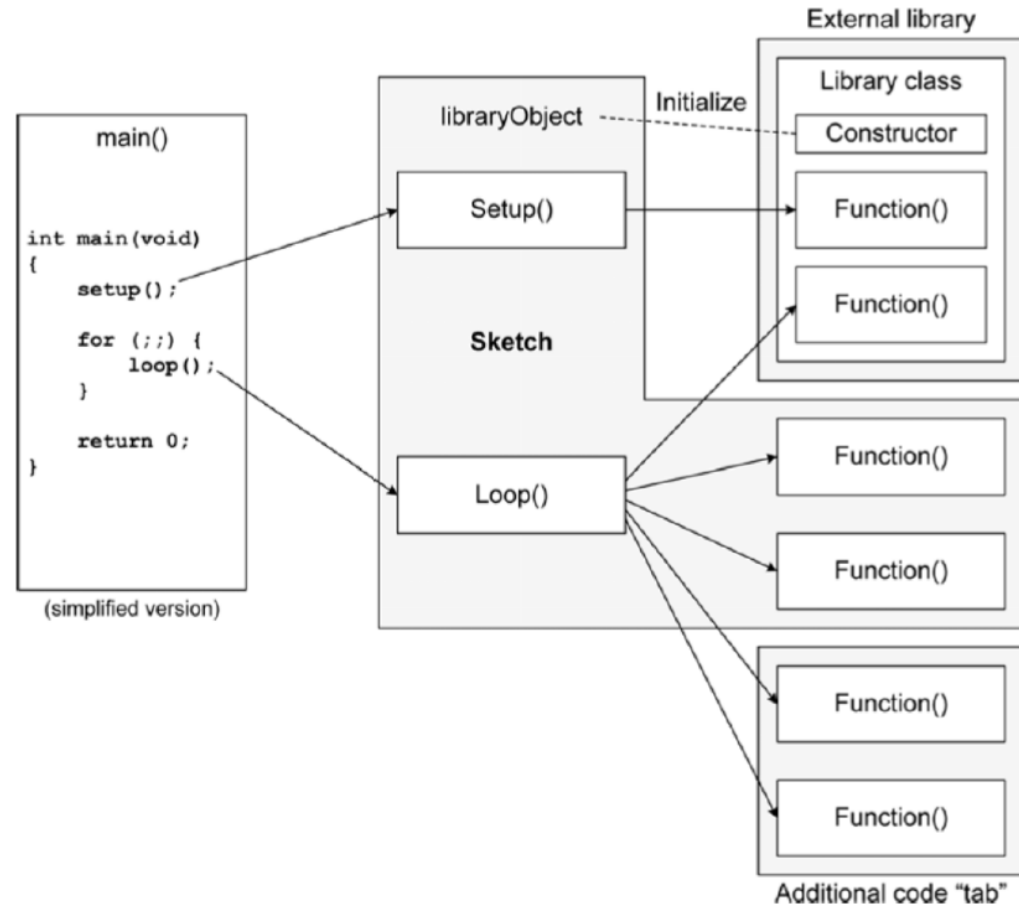 External library
Library class
Constructor
Function()
Function()
libraryObject
Initialize
Setup()
Sketch
Loop()
main()
int main(void)
{
setup();
for (;;) {
loop();
}
return 0;
}
(simplified version)
Function()
Function()
Function()
Function()
Additional code “tab”